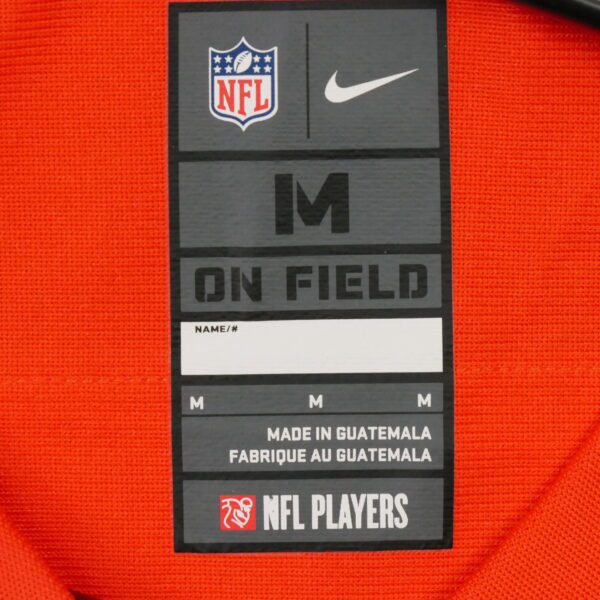 NFL
M
ON FIELD
NAME/#
M M M
MADE IN GUATEMALA
FABRIQUE AU GUATEMALA
NFL PLAYERS